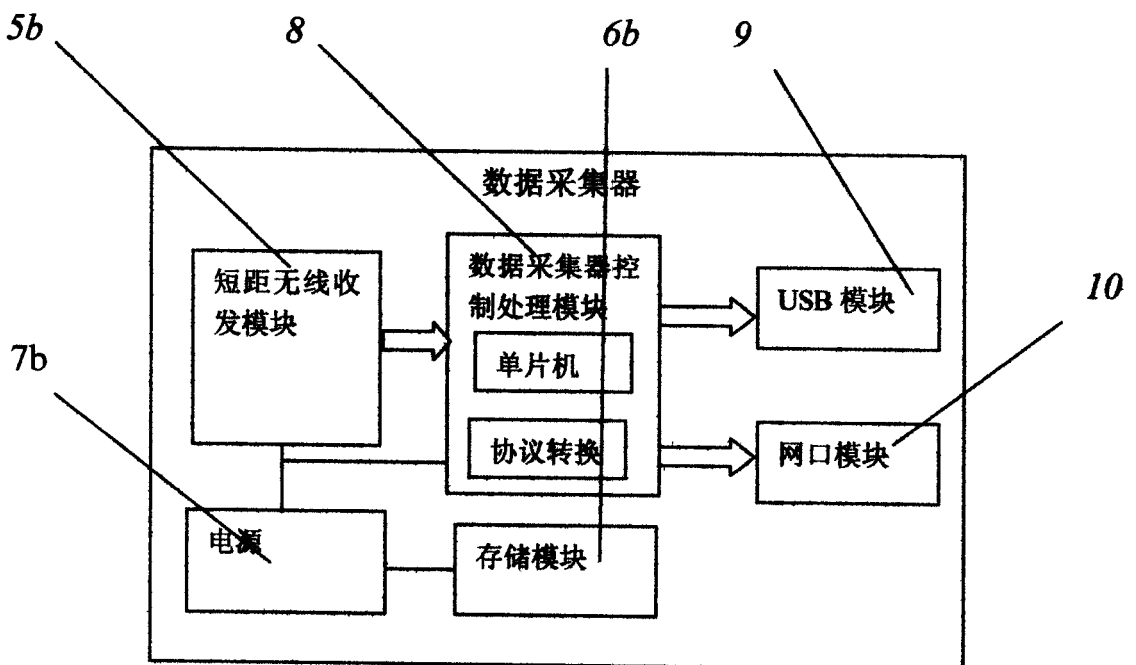 5b
8
6b
9
数据采集器
短距无线收
发模块
数据采集器控
制处理模块
单片机
协议转换
USB 模块
10
网口模块
7b
电源
存储模块